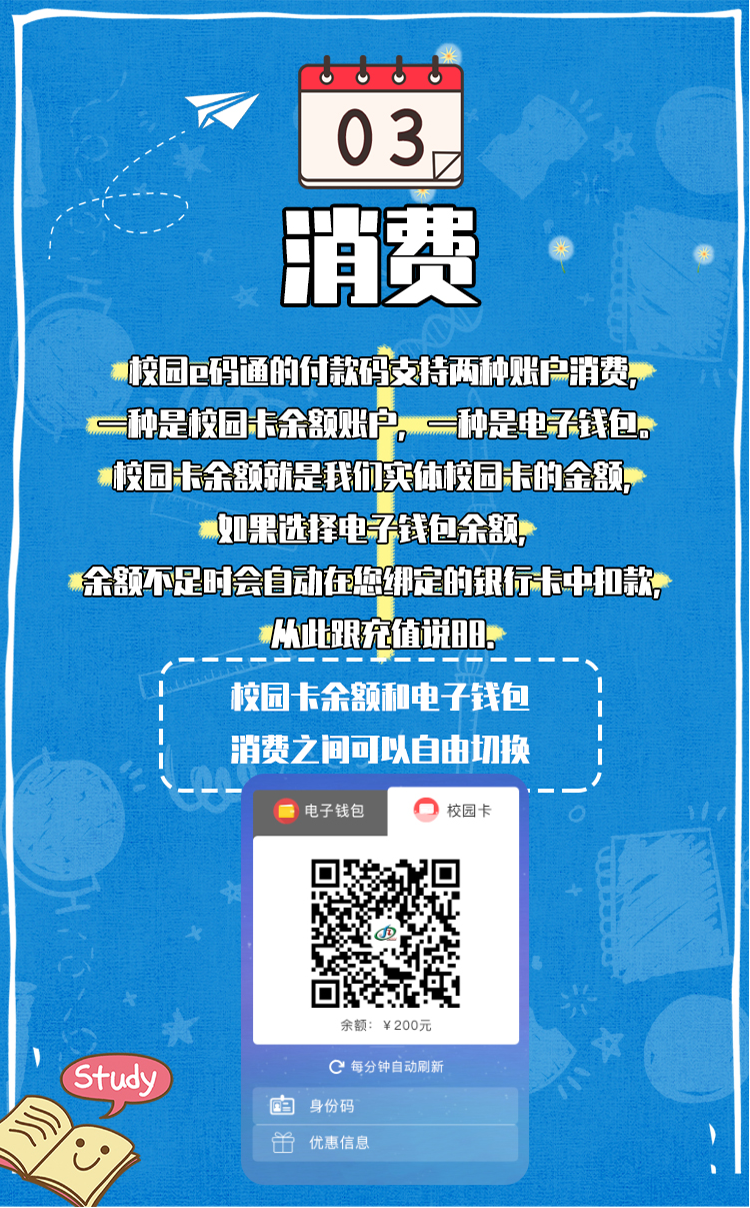 03
消费
校园e码通的付款码支持两种账户消费，
一种是校园卡余额账户，一种是电子钱包。
校园卡余额就是我们实体校园卡的金额，
如果选择电子钱包余额，
余额不足时会自动在您绑定的银行卡中扣款，
从此跟充值说88.
校园卡余额和电子钱包
消费之间可以自由切换
电子钱包 校园卡
余额：￥200元
每分钟自动刷新
身份码
优惠信息
Study